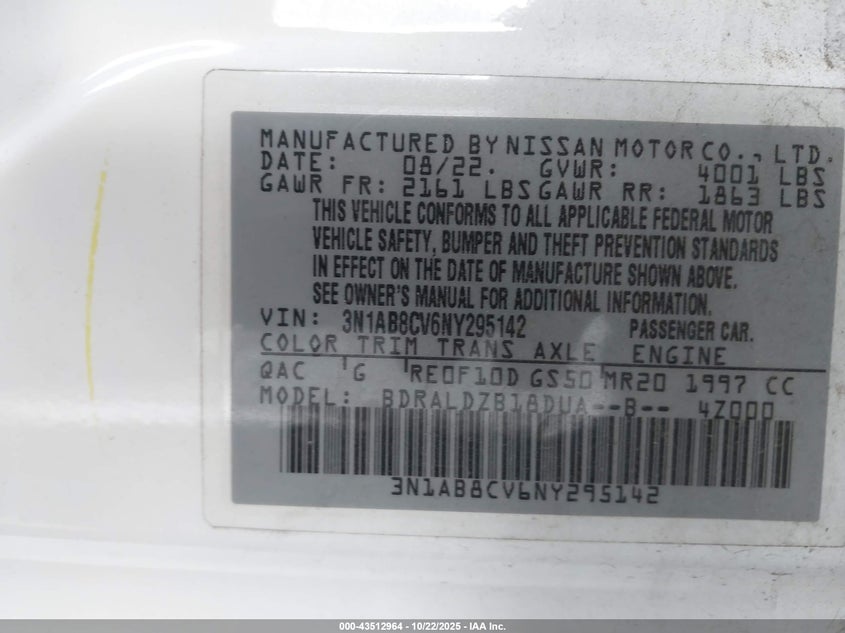 MANUFACTURED BY NISSAN MOTOR CO., LTD.
DATE: 08/22. GVWR: 4001 LBS
GAWR FR: 2161 LBS GAWR RR: 1863 LBS
THIS VEHICLE CONFORMS TO ALL APPLICABLE FEDERAL MOTOR
VEHICLE SAFETY, BUMPER AND THEFT PREVENTION STANDARDS
IN EFFECT ON THE DATE OF MANUFACTURE SHOWN ABOVE.
SEE OWNER'S MANUAL FOR ADDITIONAL INFORMATION.
VIN: 3N1AB8CV6NY295142 PASSENGER CAR.
COLOR TRIM TRANS AXLE ENGINE
QAC G RE0F10D GS50 MR20 1997 CC
MODEL: BDRALDZB18DUA--B-- 4Z000
3N1AB8CV6NY295142
000-43512964 - 10/22/2025 - IAA Inc.